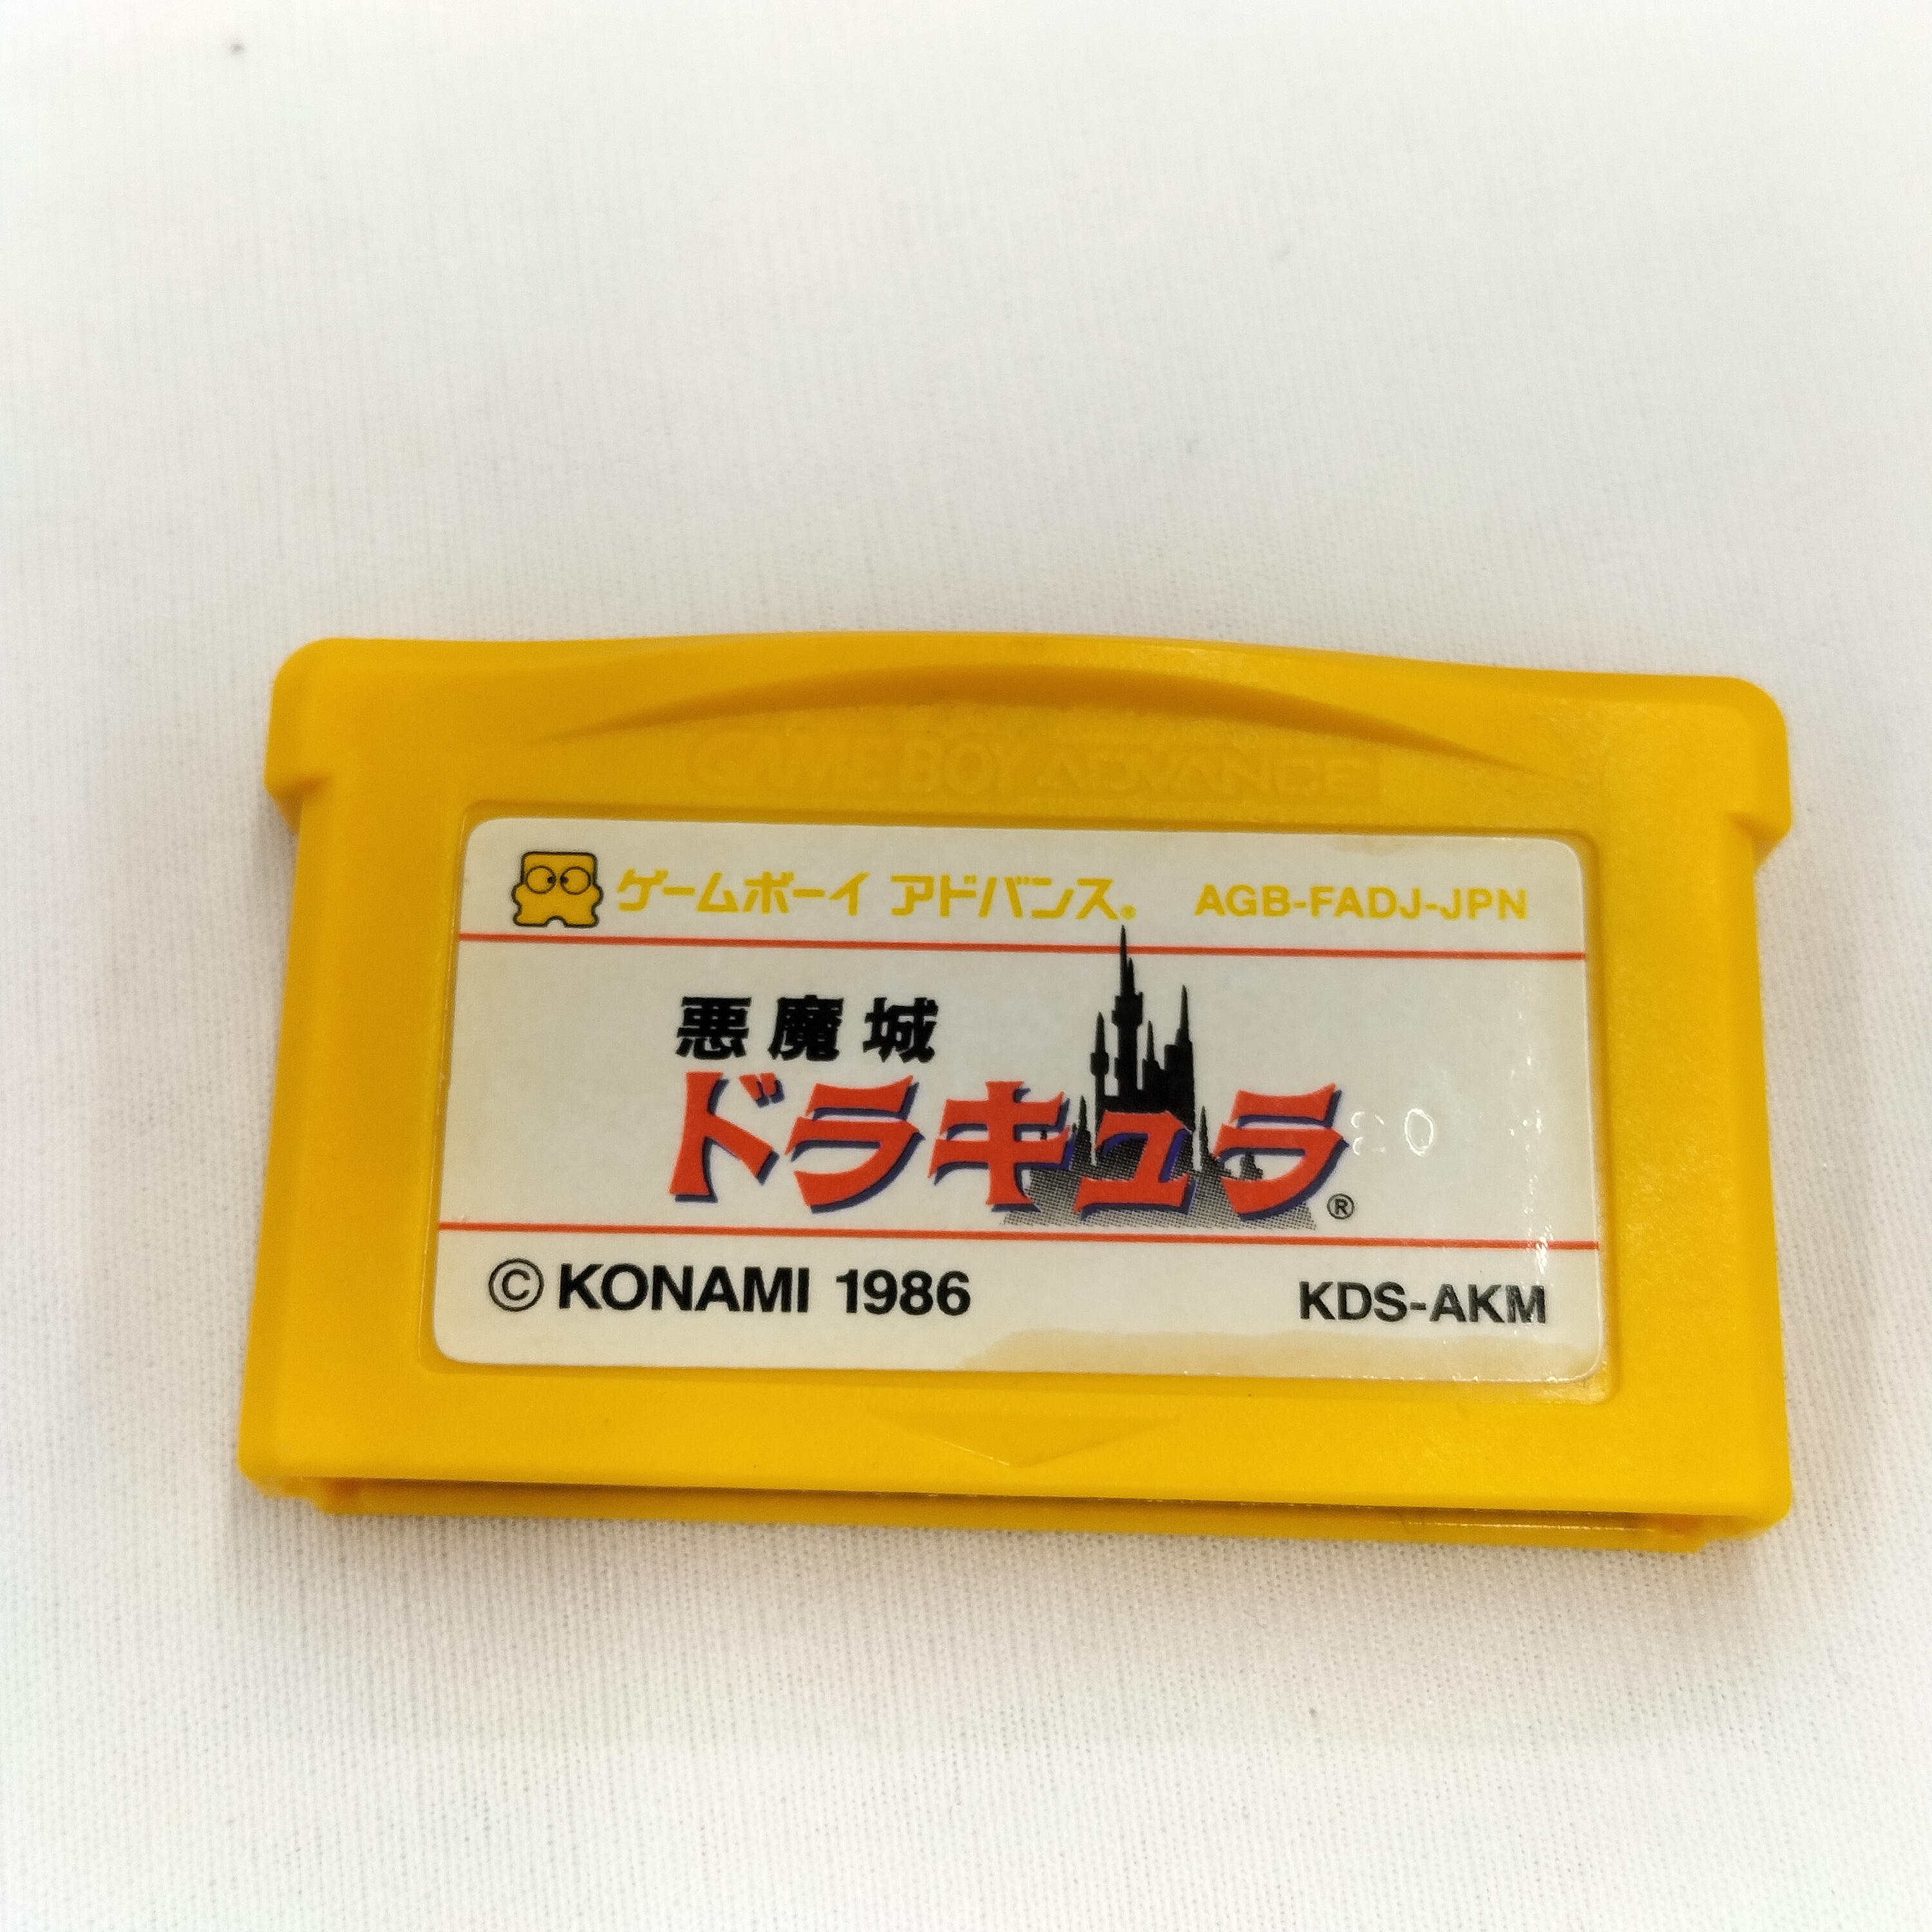 GAME BOY ADVANCE
ゲームボーイ アドバンス® AGB-FADJ-JPN
悪魔城
ドラキュラ®
20
© KONAMI 1986 KDS-AKM